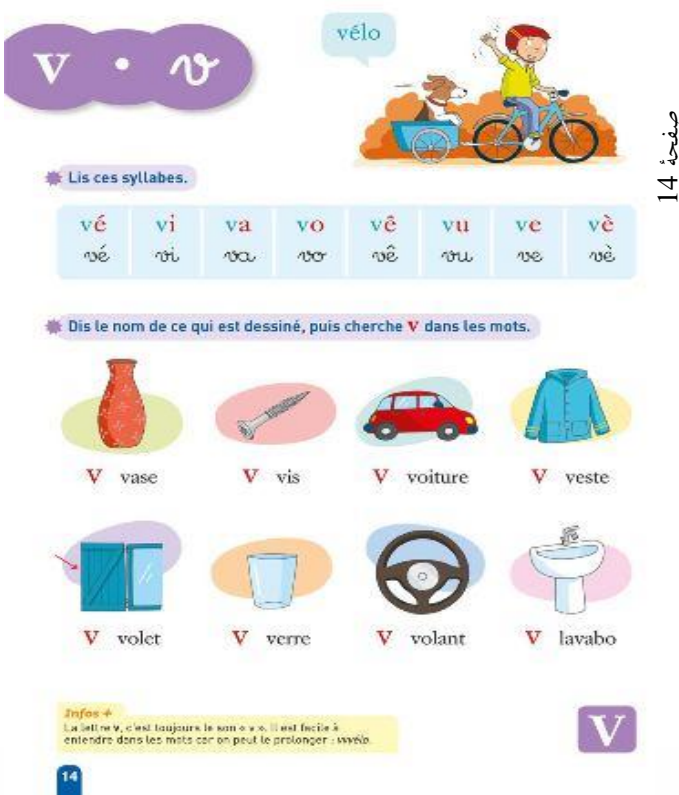 v • v
vélo
صفحة 14
Lis ces syllabes.
vé vi va vo vê vu ve vè
vé vi va vo vê vu ve vè
Dis le nom de ce qui est dessiné, puis cherche v dans les mots.
v vase v vis v voiture v veste
v volet v verre v volant v lavabo
Infos +
La lettre v, c'est toujours le son « v ». Il est facile à
entendre dans les mots car on peut le prolonger : vvvélo.
v
14